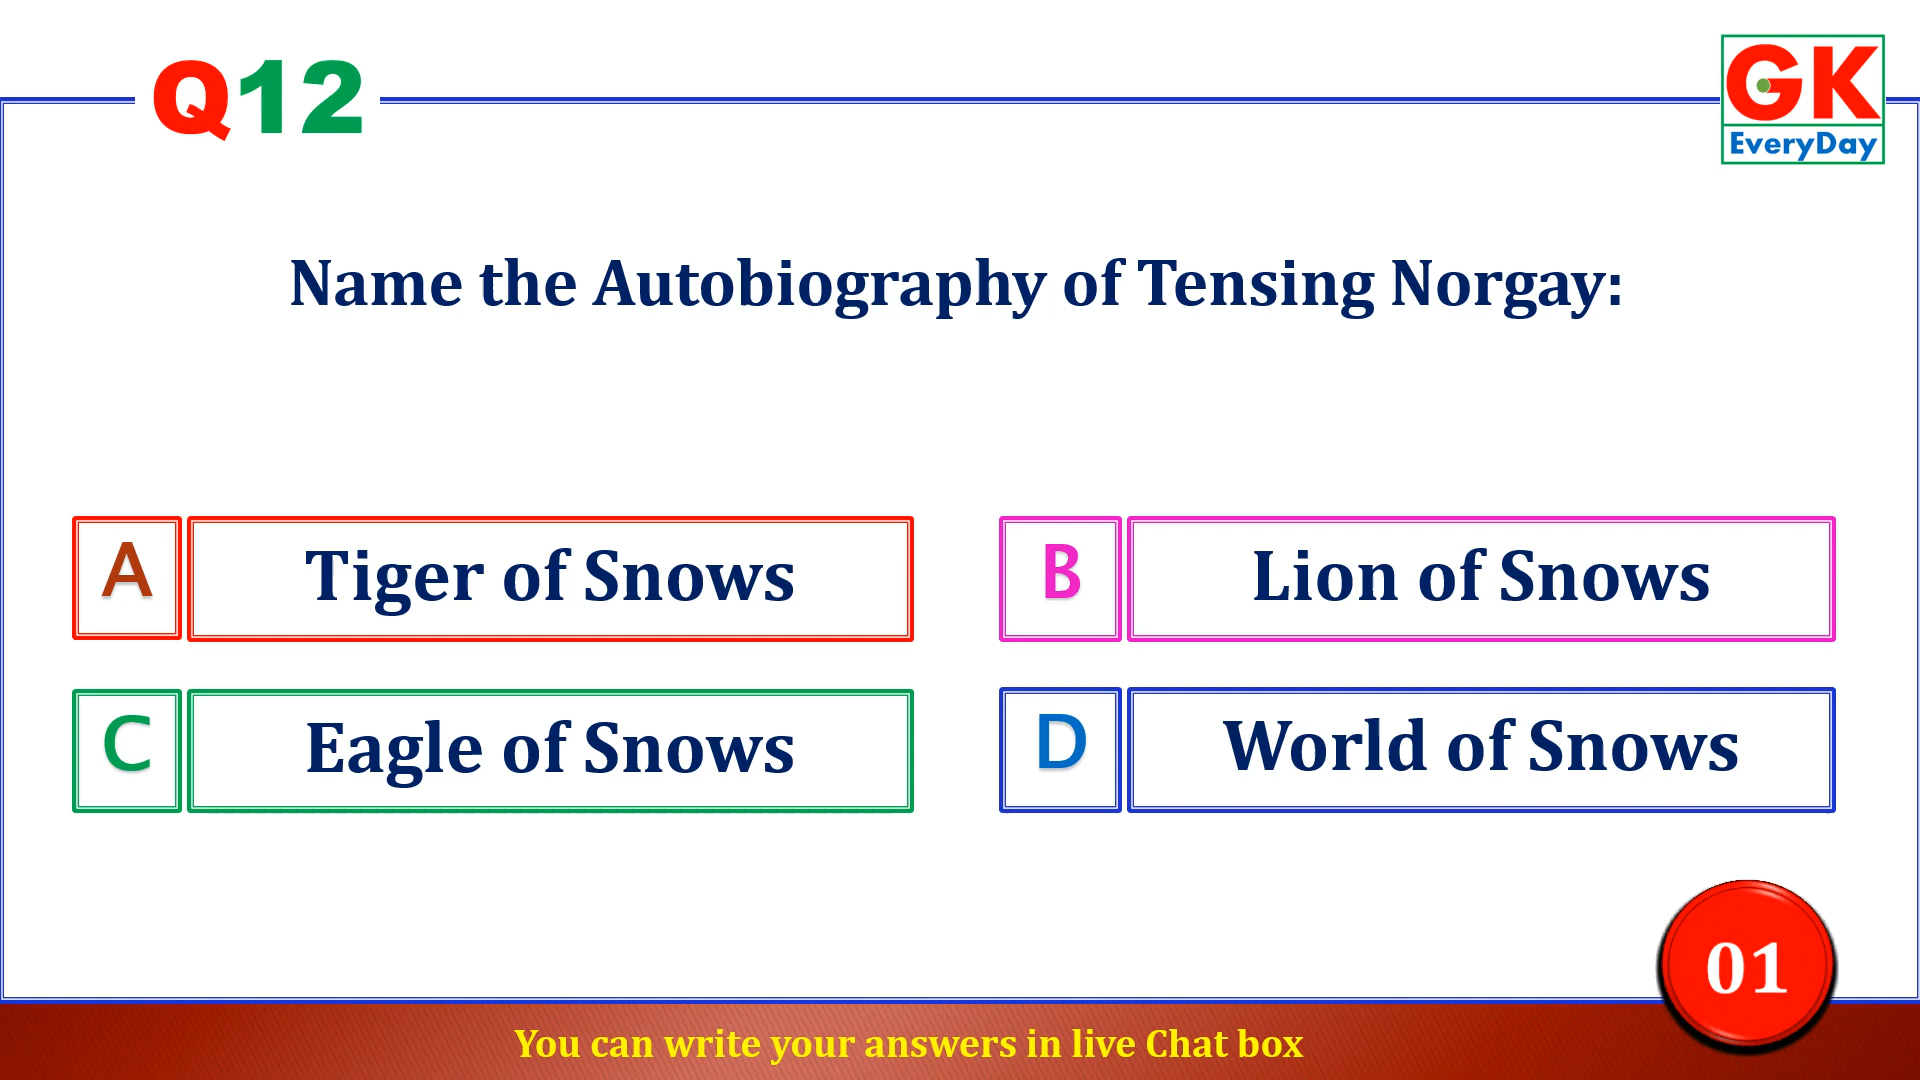 Q12
GK
EveryDay
Name the Autobiography of Tensing Norgay:
A Tiger of Snows
B Lion of Snows
C Eagle of Snows
D World of Snows
01
You can write your answers in live Chat box